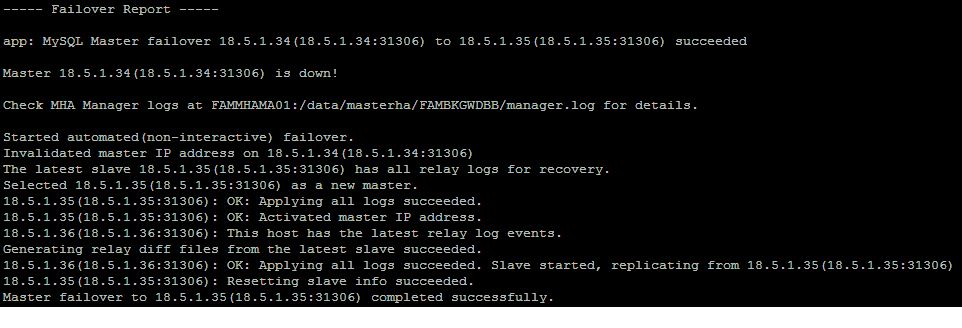 ----- Failover Report -----
app: MySQL Master failover 18.5.1.34(18.5.1.34:31306) to 18.5.1.35(18.5.1.35:31306) succeeded
Master 18.5.1.34(18.5.1.34:31306) is down!
Check MHA Manager logs at FAMMHAMA01:/data/masterha/FAMBKGWDBB/manager.log for details.
Started automated(non-interactive) failover.
Invalidated master IP address on 18.5.1.34(18.5.1.34:31306)
The latest slave 18.5.1.35(18.5.1.35:31306) has all relay logs for recovery.
Selected 18.5.1.35(18.5.1.35:31306) as a new master.
18.5.1.35(18.5.1.35:31306): OK: Applying all logs succeeded.
18.5.1.35(18.5.1.35:31306): OK: Activated master IP address.
18.5.1.36(18.5.1.36:31306): This host has the latest relay log events.
Generating relay diff files from the latest slave succeeded.
18.5.1.36(18.5.1.36:31306): OK: Applying all logs succeeded. Slave started, replicating from 18.5.1.35(18.5.1.35:31306)
18.5.1.35(18.5.1.35:31306): Resetting slave info succeeded.
Master failover to 18.5.1.35(18.5.1.35:31306) completed successfully.